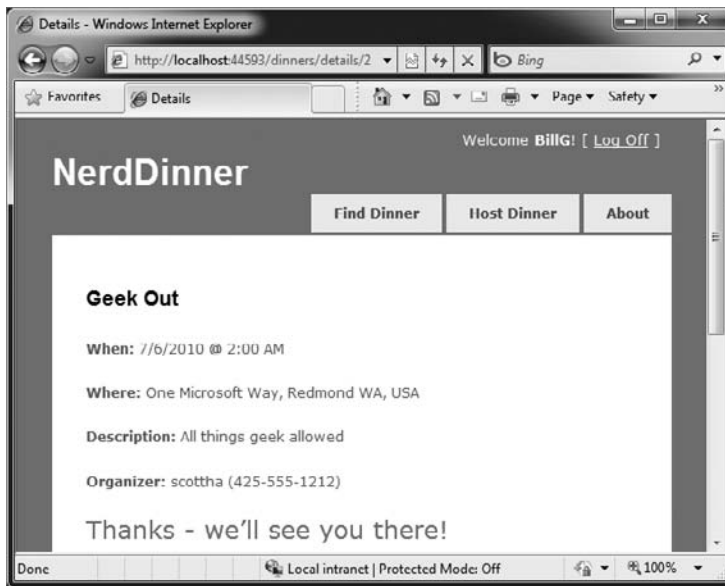 Details - Windows Internet Explorer
http://localhost:44593/dinners/details/2
Bing
Favorites
Details
Page
Safety
Welcome BillG! [ Log Off ]
NerdDinner
Find Dinner
Host Dinner
About
Geek Out
When: 7/6/2010 @ 2:00 AM
Where: One Microsoft Way, Redmond WA, USA
Description: All things geek allowed
Organizer: scottha (425-555-1212)
Thanks - we'll see you there!
Done
Local intranet | Protected Mode: Off
100%